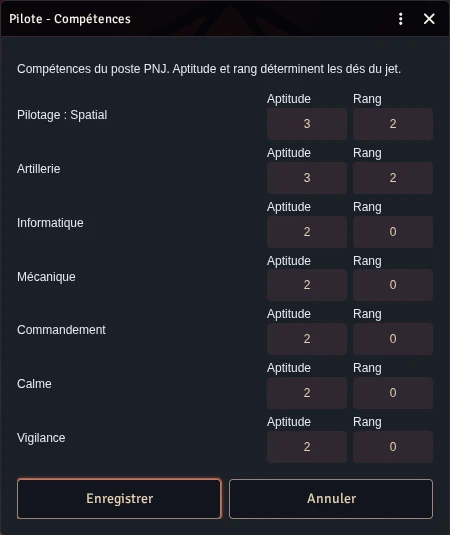 Pilote - Compétences
Compétences du poste PNJ. Aptitude et rang déterminent les dés du jet.
Aptitude Rang
Pilotage : Spatial
3 2
Aptitude Rang
Artillerie
3 2
Aptitude Rang
Informatique
2 0
Aptitude Rang
Mécanique
2 0
Aptitude Rang
Commandement
2 0
Aptitude Rang
Calme
2 0
Aptitude Rang
Vigilance
2 0
Enregistrer Annuler